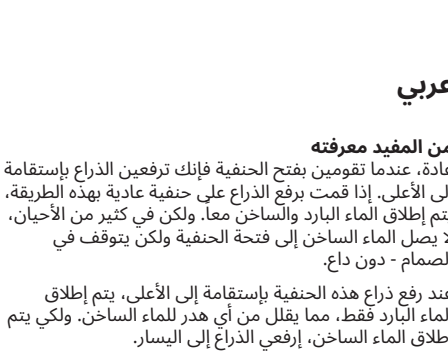 عربي
من المفيد معرفته
عادة، عندما تقومين بفتح الحنفية فإنك ترفعين الذراع بإستقامة
إلى الأعلى. إذا قمت برفع الذراع على حنفية عادية بهذه الطريقة،
يتم إطلاق الماء البارد والساخن معاً. ولكن في كثير من الأحيان،
لا يصل الماء الساخن إلى فتحة الحنفية ولكن يتوقف في
الصمام - دون داع.
عند رفع ذراع هذه الحنفية بإستقامة إلى الأعلى، يتم إطلاق
الماء البارد فقط، مما يقلل من أي هدر للماء الساخن. ولكي يتم
إطلاق الماء الساخن، إرفعي الذراع إلى اليسار.